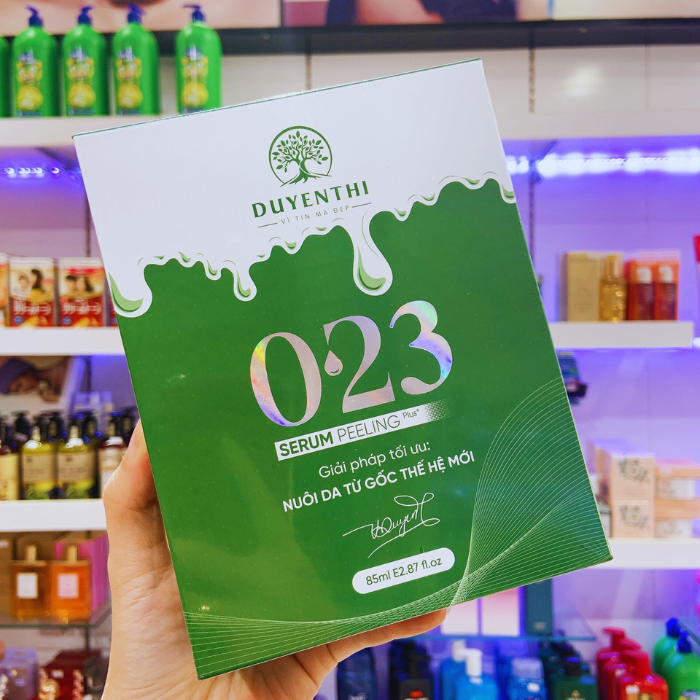 DUYENTHI
VÌ TIN MÀ ĐẸP
023
SERUM PEELING Plus+
Giải pháp tối ưu:
NUÔI DA TỪ GỐC THẾ HỆ MỚI
85ml E2.87 fl.oz